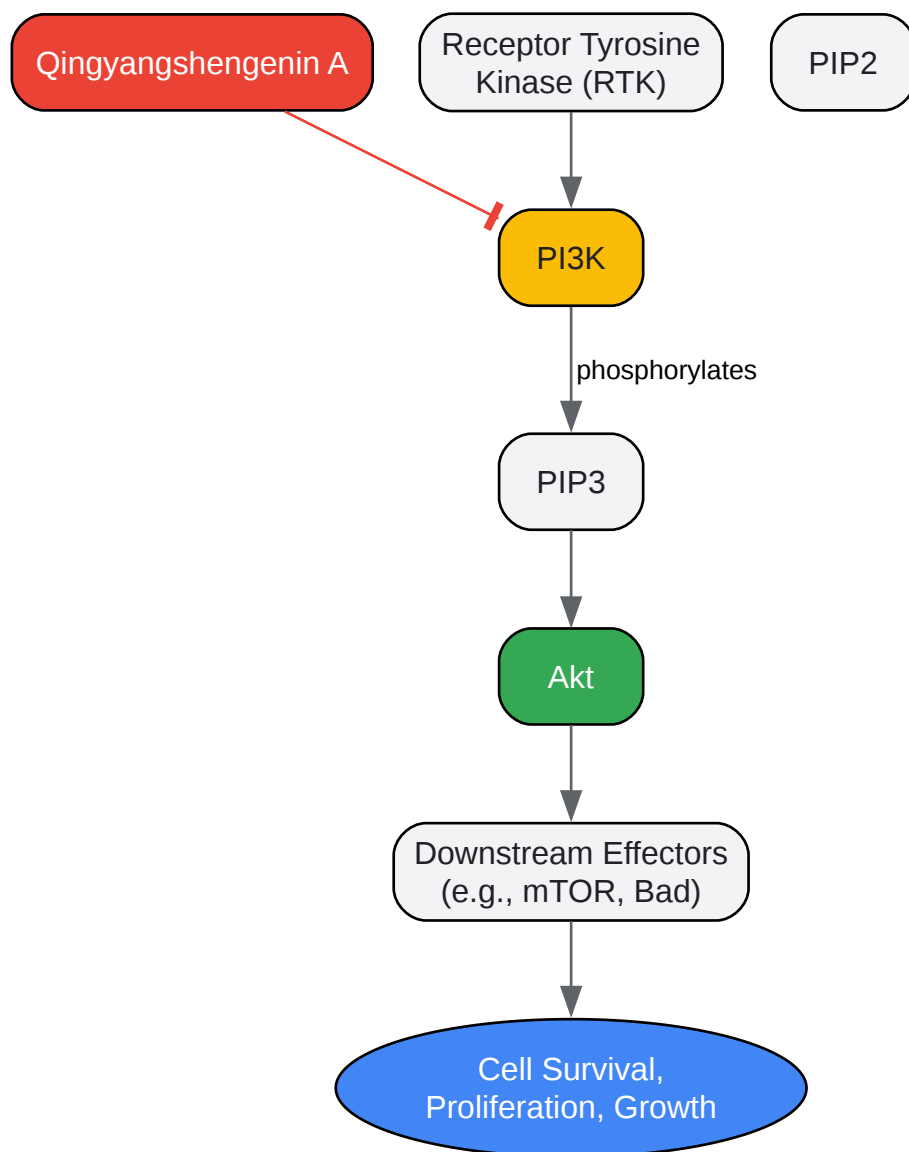 Qingyangshengenin A
Receptor Tyrosine
Kinase (RTK)
PIP2
PI3K
phosphorylates
PIP3
Akt
Downstream Effectors
(e.g., mTOR, Bad)
Cell Survival,
Proliferation, Growth